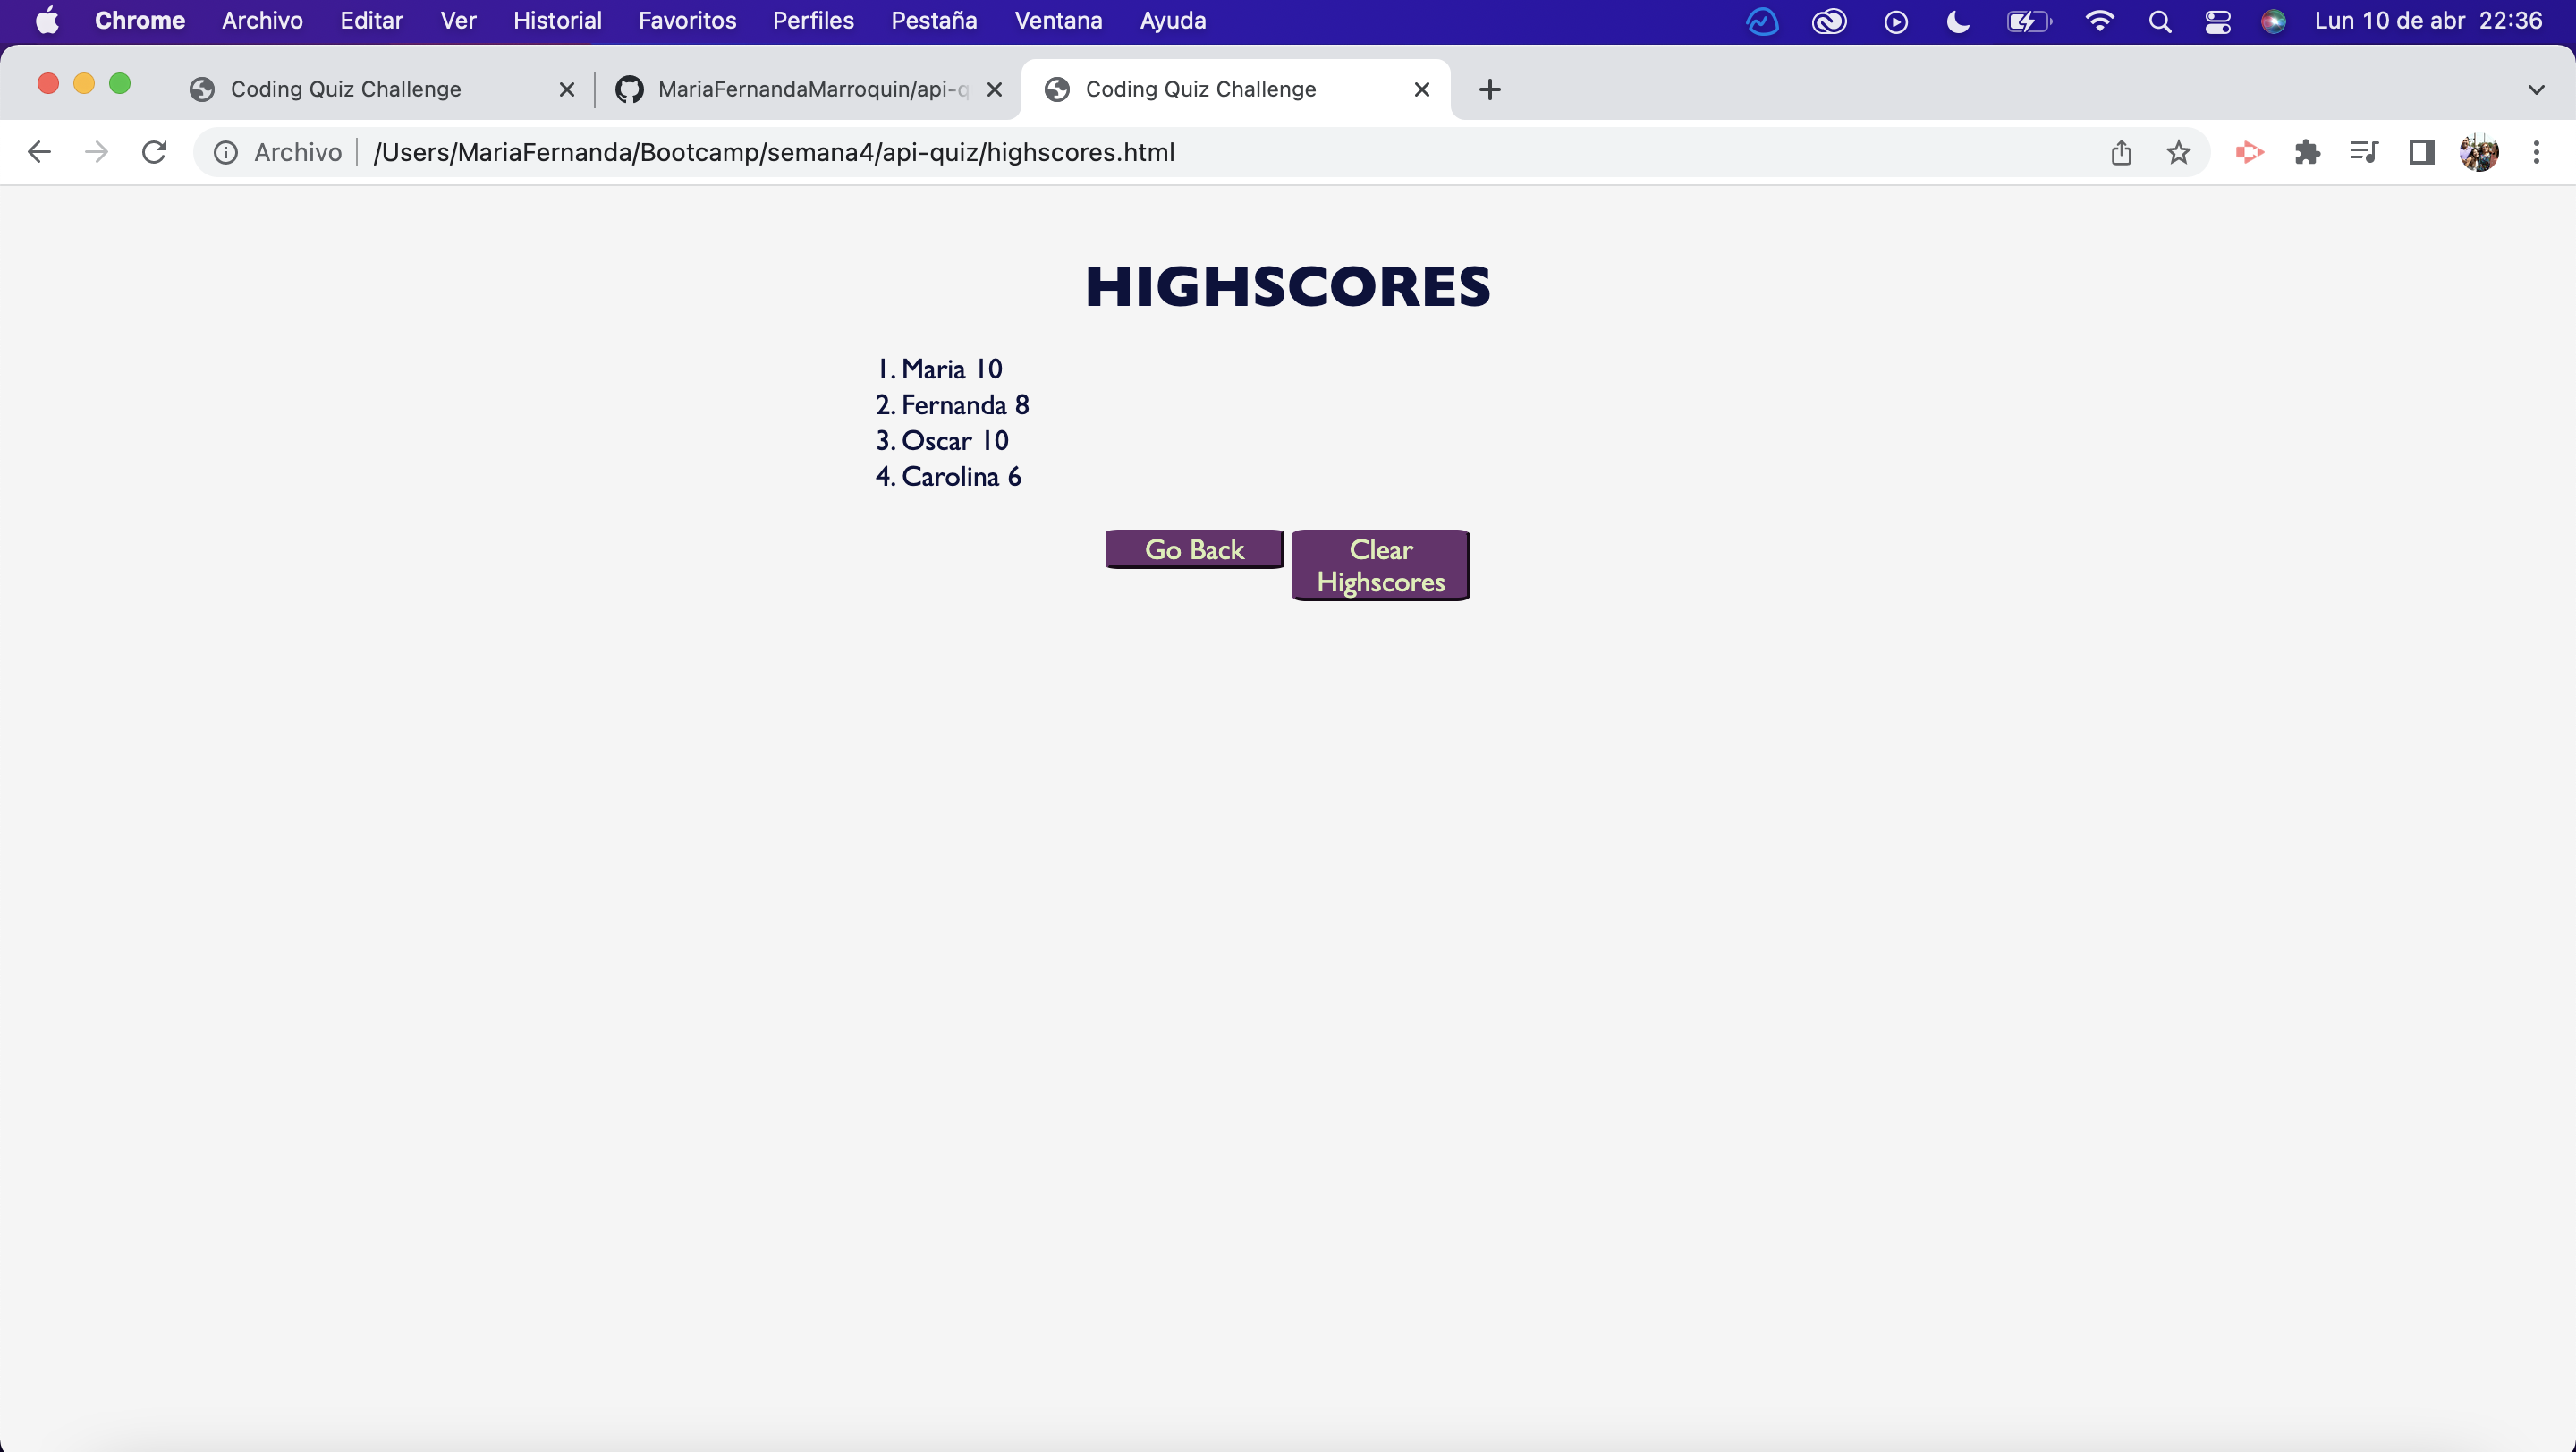 Chrome Archivo Editar Ver Historial Favoritos Perfiles Pestaña Ventana Ayuda Lun 10 de abr 22:36
Coding Quiz Challenge MariaFernandaMarroquin/api-q Coding Quiz Challenge
Archivo /Users/MariaFernanda/Bootcamp/semana4/api-quiz/highscores.html
HIGHSCORES
1. Maria 10
2. Fernanda 8
3. Oscar 10
4. Carolina 6
Go Back
Clear
Highscores